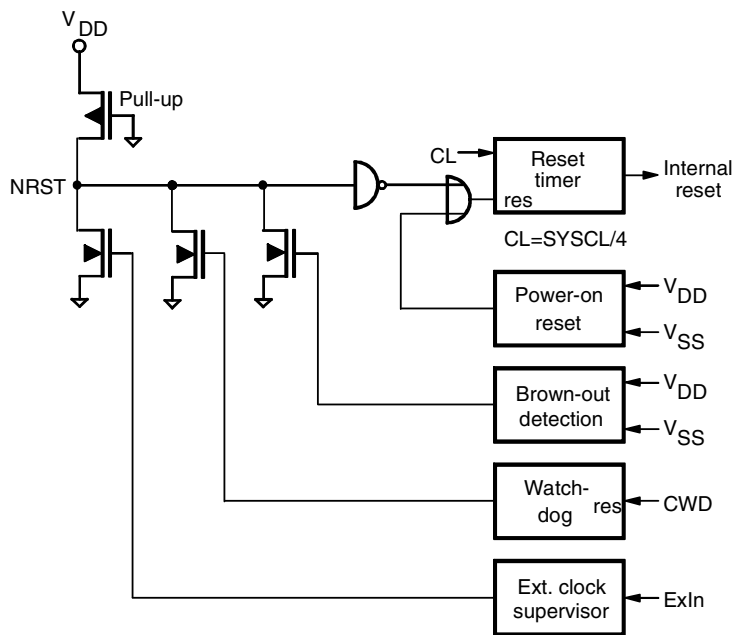 VDD
Pull-up
NRST
CL
Reset
timer
res
Internal
reset
CL=SYSCL/4
Power-on
reset
VDD
VSS
Brown-out
detection
VDD
VSS
Watch-
dog
res
CWD
Ext. clock
supervisor
ExIn